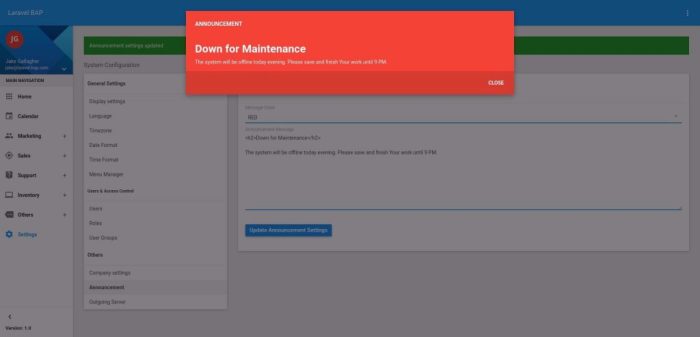 Laravel BAP
JG
Jake Gallagher
MAIN NAVIGATION
Home
Calendar
Marketing +
Sales +
Support +
Inventory +
Others +
Settings
Version: 1.0
Announcement settings updated
System Configuration
General Settings
Display settings
Language
Timezone
Date Format
Time Format
Menu Manager
Users & Access Control
Users
Roles
User Groups
Others
Company settings
Announcement
Outgoing Server
ANNOUNCEMENT
Down for Maintenance
The system will be offline today evening. Please save and finish Your work until 9 PM.
CLOSE
RED
Announcement Message
<h2>Down for Maintenance</h2>
The system will be offline today evening. Please save and finish Your work until 9 PM.
Update Announcement Settings